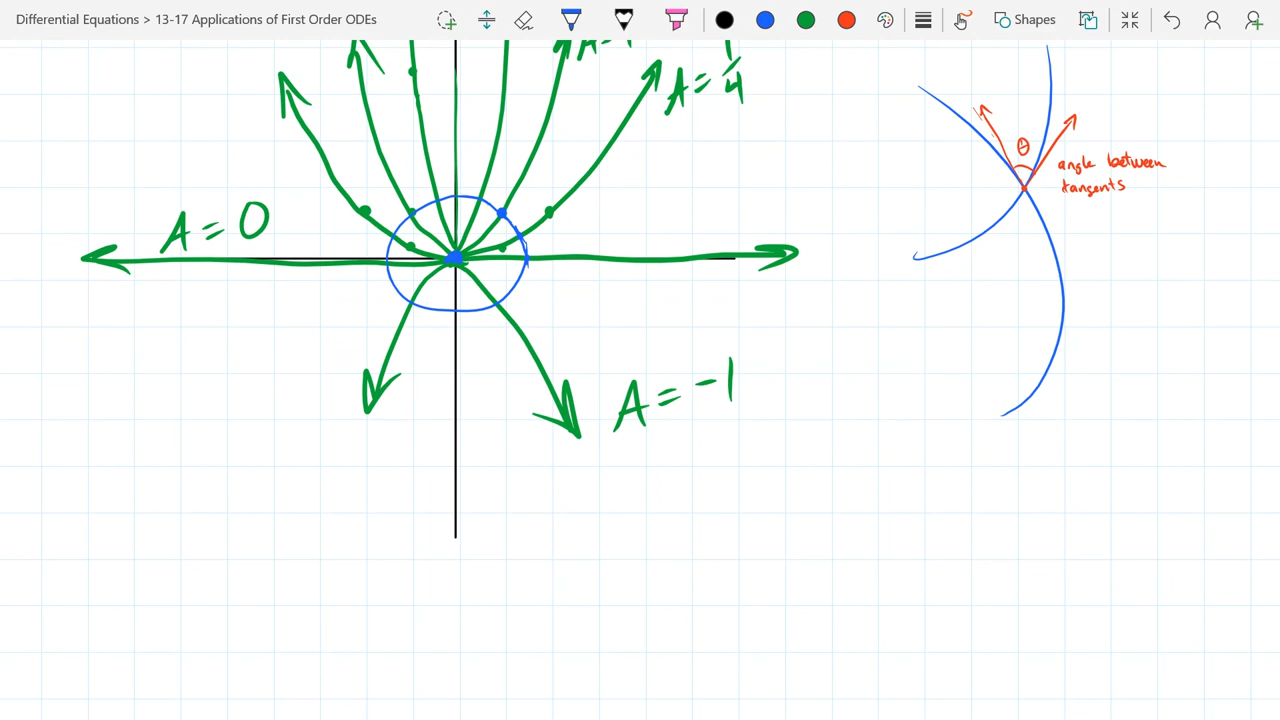 Differential Equations > 13-17 Applications of First Order ODEs
Shapes
A = 1/4
θ
angle between
tangents
A = 0
A = -1